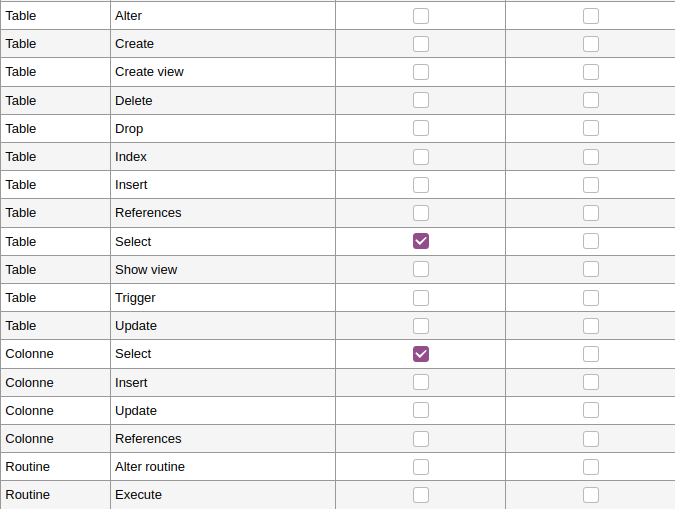 Table Alter
Table Create
Table Create view
Table Delete
Table Drop
Table Index
Table Insert
Table References
Table Select
Table Show view
Table Trigger
Table Update
Colonne Select
Colonne Insert
Colonne Update
Colonne References
Routine Alter routine
Routine Execute